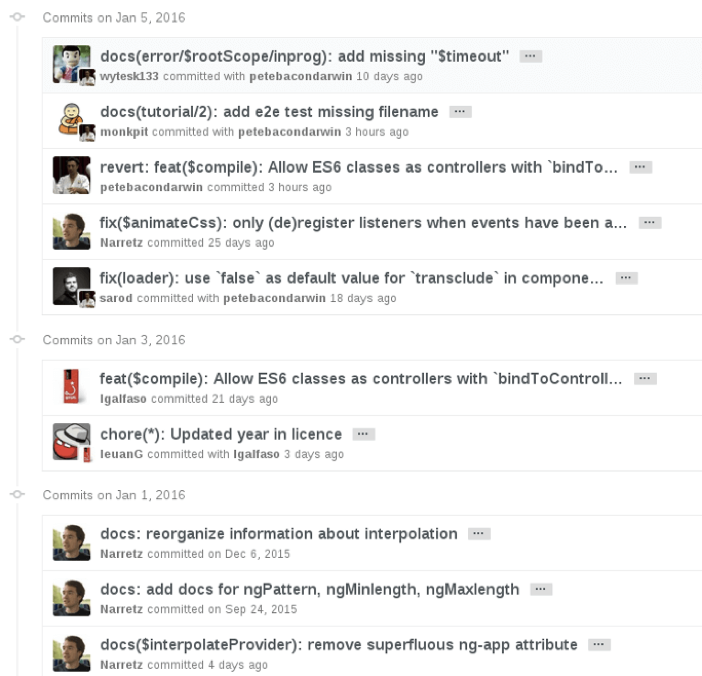 Commits on Jan 5, 2016
docs(error/$rootScope/inprog): add missing "$timeout" ...
wytesk133 committed with petebacondarwin 10 days ago
docs(tutorial/2): add e2e test missing filename ...
monkpit committed with petebacondarwin 3 hours ago
revert: feat($compile): Allow ES6 classes as controllers with `bindTo... ...
petebacondarwin committed 3 hours ago
fix($animateCss): only (de)register listeners when events have been a... ...
Narretz committed 25 days ago
fix(loader): use `false` as default value for `transclude` in compone... ...
sarod committed with petebacondarwin 18 days ago
Commits on Jan 3, 2016
feat($compile): Allow ES6 classes as controllers with `bindToControll... ...
lgalfaso committed 21 days ago
chore(*): Updated year in licence ...
IeuanG committed with lgalfaso 3 days ago
Commits on Jan 1, 2016
docs: reorganize information about interpolation ...
Narretz committed on Dec 6, 2015
docs: add docs for ngPattern, ngMinlength, ngMaxlength ...
Narretz committed on Sep 24, 2015
docs($interpolateProvider): remove superfluous ng-app attribute ...
Narretz committed 4 days ago